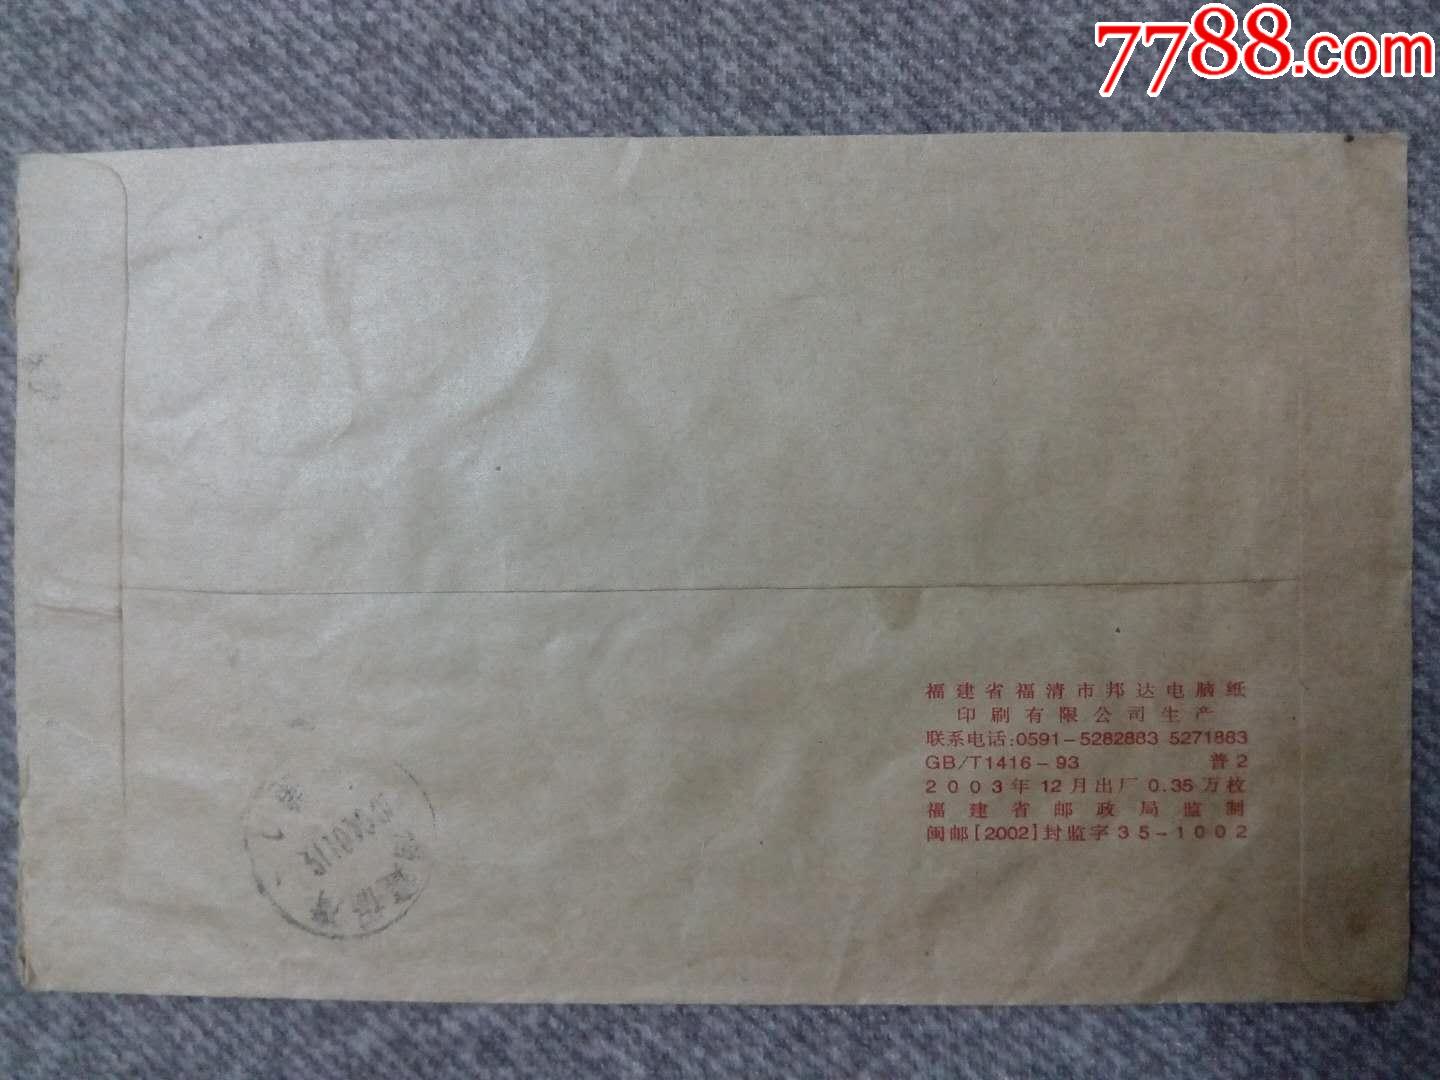 7788.com
福建省福清市邦达电脑纸
印刷有限公司生产
联系电话:0591-5282883 5271883
GB/T1416-93 普2
2003年12月出厂0.35万枚
福建省邮政局监制
闽邮[2002]封监字35-1002